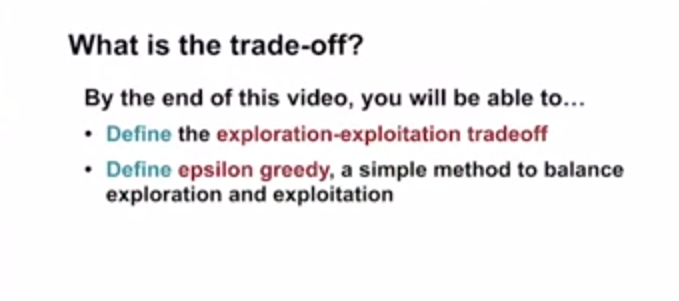 What is the trade-off?
By the end of this video, you will be able to...
• Define the exploration-exploitation tradeoff
• Define epsilon greedy, a simple method to balance
exploration and exploitation